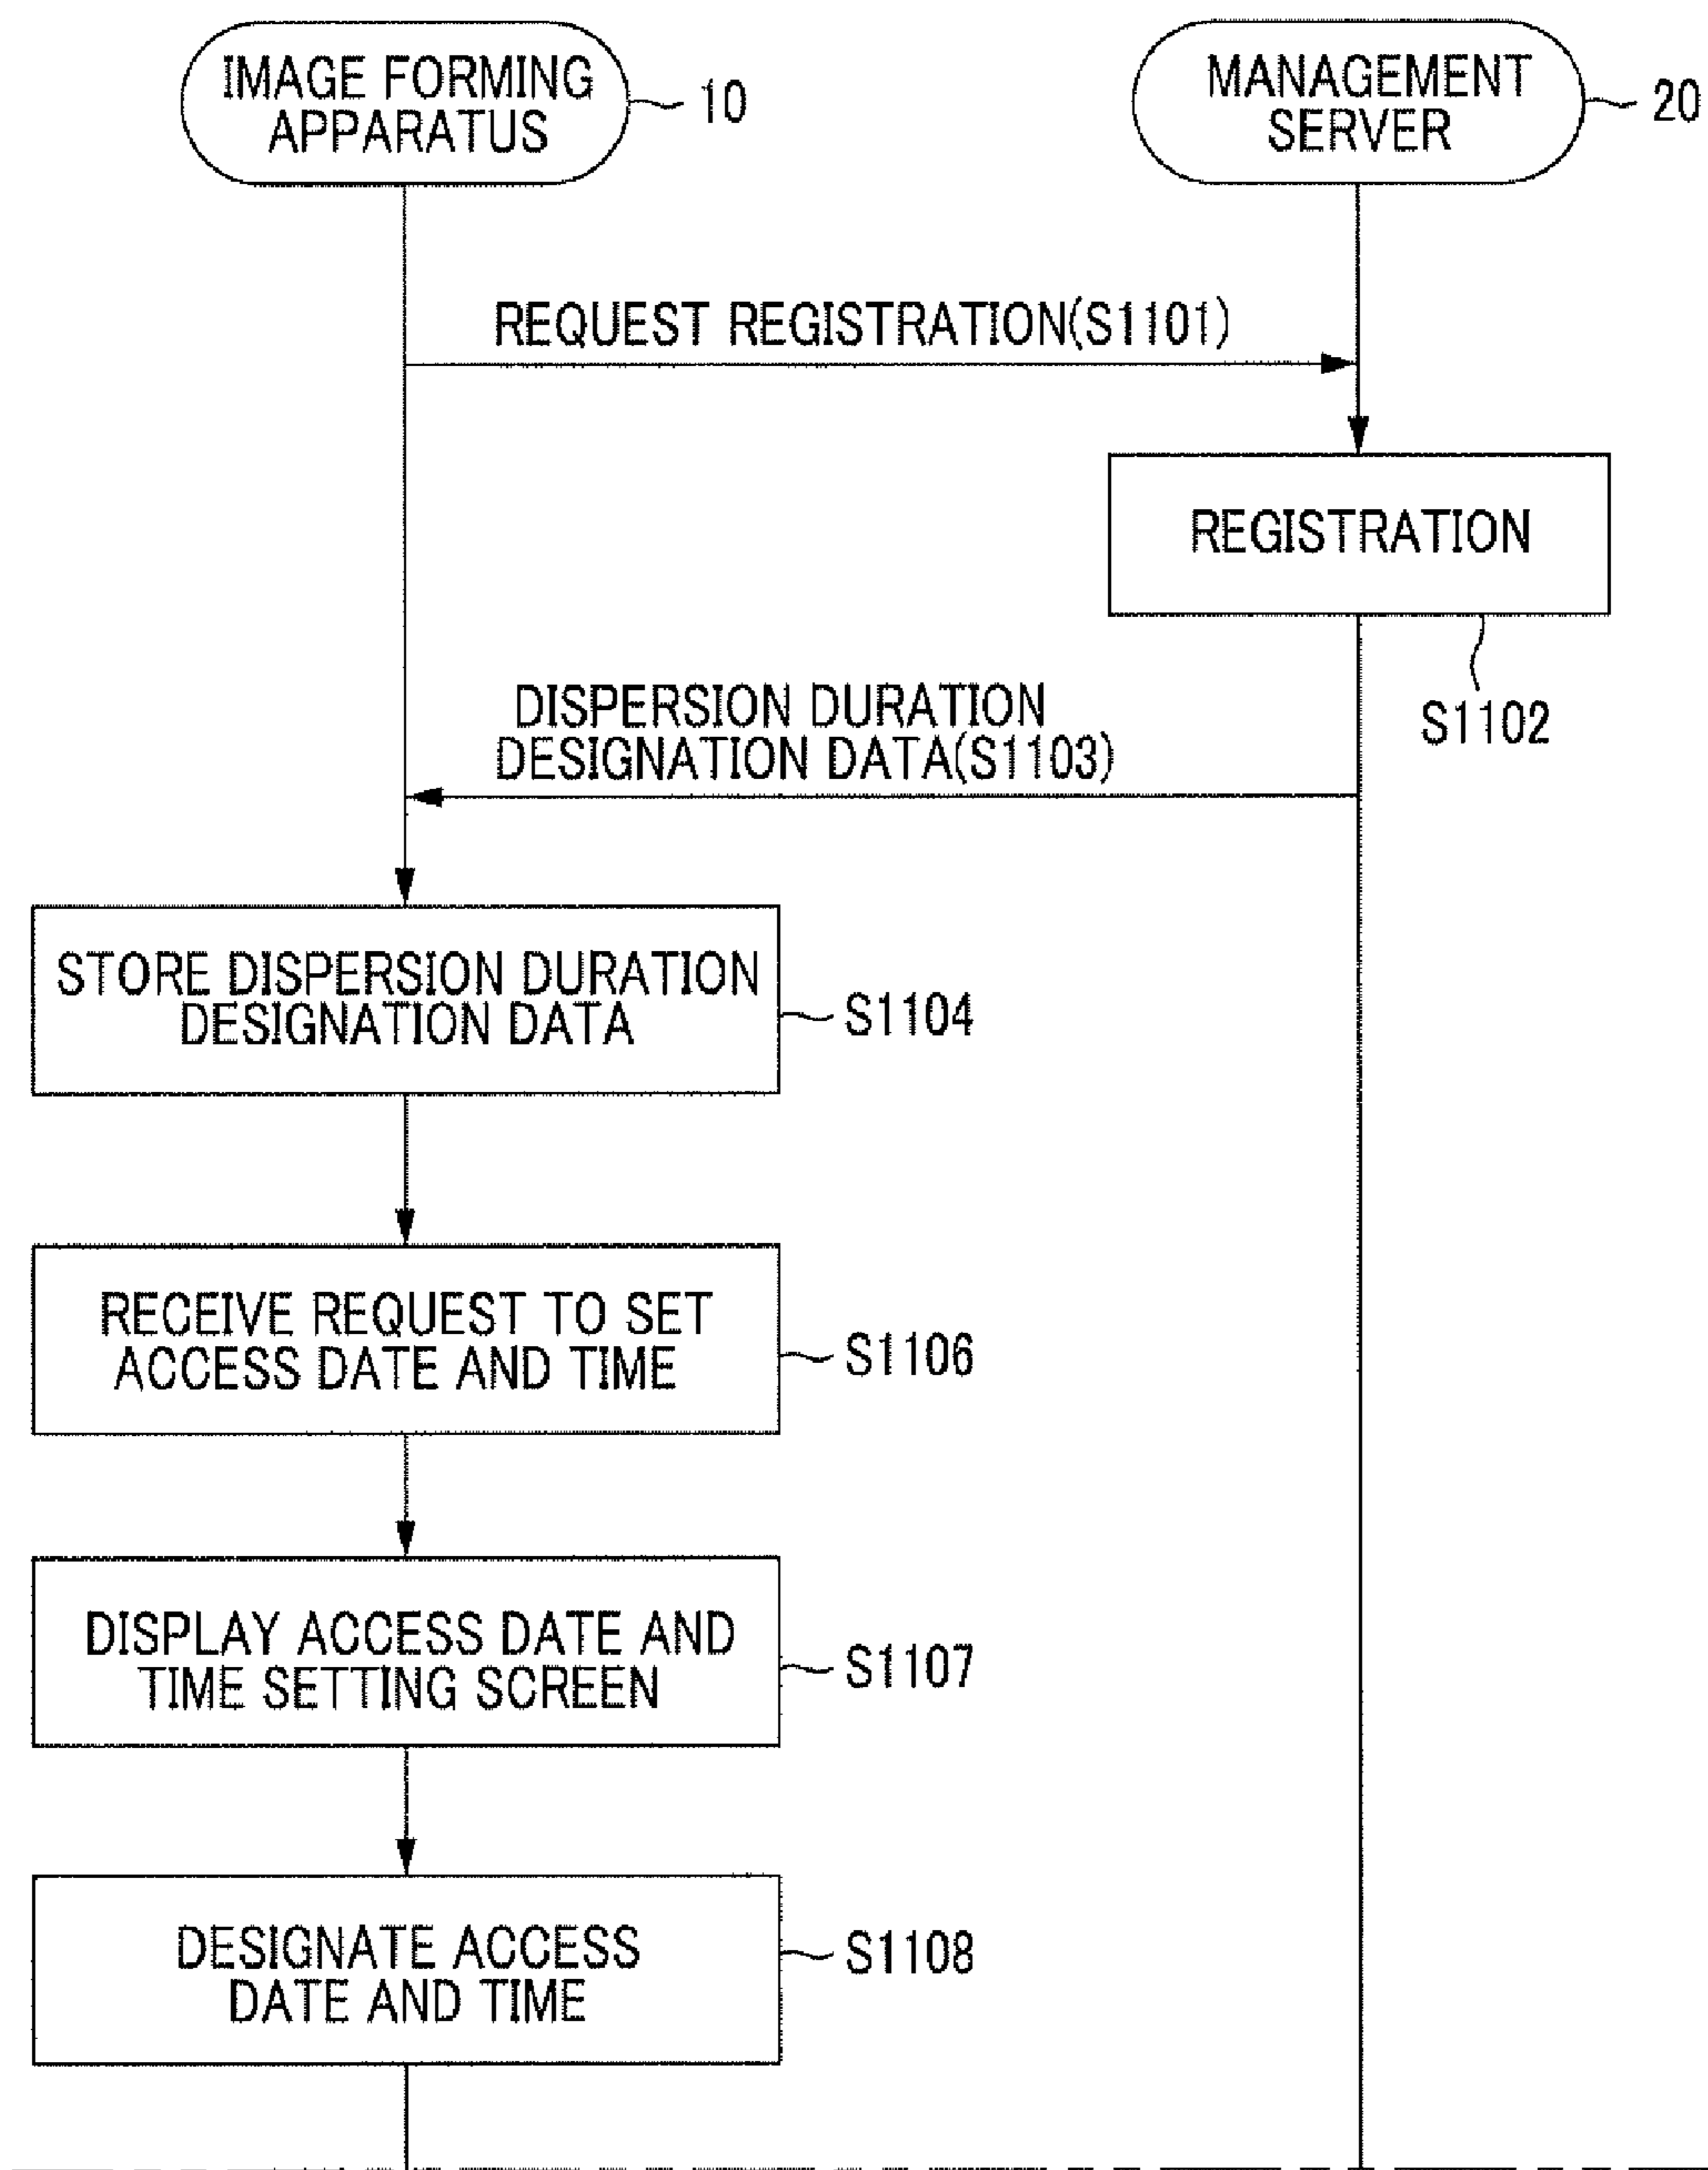 IMAGE FORMING
APPARATUS
10
MANAGEMENT
SERVER
20
REQUEST REGISTRATION(S1101)
REGISTRATION
S1102
DISPERSION DURATION
DESIGNATION DATA(S1103)
STORE DISPERSION DURATION
DESIGNATION DATA
S1104
RECEIVE REQUEST TO SET
ACCESS DATE AND TIME
S1106
DISPLAY ACCESS DATE AND
TIME SETTING SCREEN
S1107
DESIGNATE ACCESS
DATE AND TIME
S1108